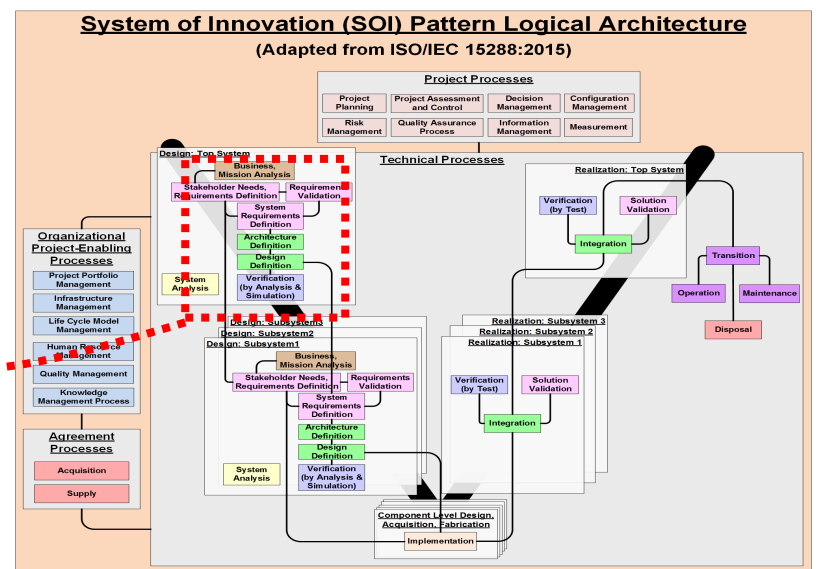 System of Innovation (SOI) Pattern Logical Architecture
(Adapted from ISO/IEC 15288:2015)
Project Processes
Project
Planning
Project Assessment
and Control
Decision
Management
Configuration
Management
Risk
Management
Quality Assurance
Process
Information
Management
Measurement
Technical Processes
Design: Top System
Business,
Mission Analysis
Stakeholder Needs,
Requirements Definition
Requirements
Validation
System
Requirements
Definition
Architecture
Definition
Design
Definition
Verification
(by Analysis &
Simulation)
System
Analysis
Realization: Top System
Verification
(by Test)
Solution
Validation
Integration
Transition
Operation
Maintenance
Disposal
Organizational
Project-Enabling
Processes
Project Portfolio
Management
Infrastructure
Management
Life Cycle Model
Management
Human Resource
Management
Quality Management
Knowledge
Management Process
Agreement
Processes
Acquisition
Supply
Design: Subsystem3
Design: Subsystem2
Design: Subsystem1
Business,
Mission Analysis
Stakeholder Needs,
Requirements Definition
Requirements
Validation
System
Requirements
Definition
Architecture
Definition
Design
Definition
Verification
(by Analysis &
Simulation)
System
Analysis
Realization: Subsystem 3
Realization: Subsystem 2
Realization: Subsystem 1
Verification
(by Test)
Solution
Validation
Integration
Component Level Design,
Acquisition, Fabrication
Implementation